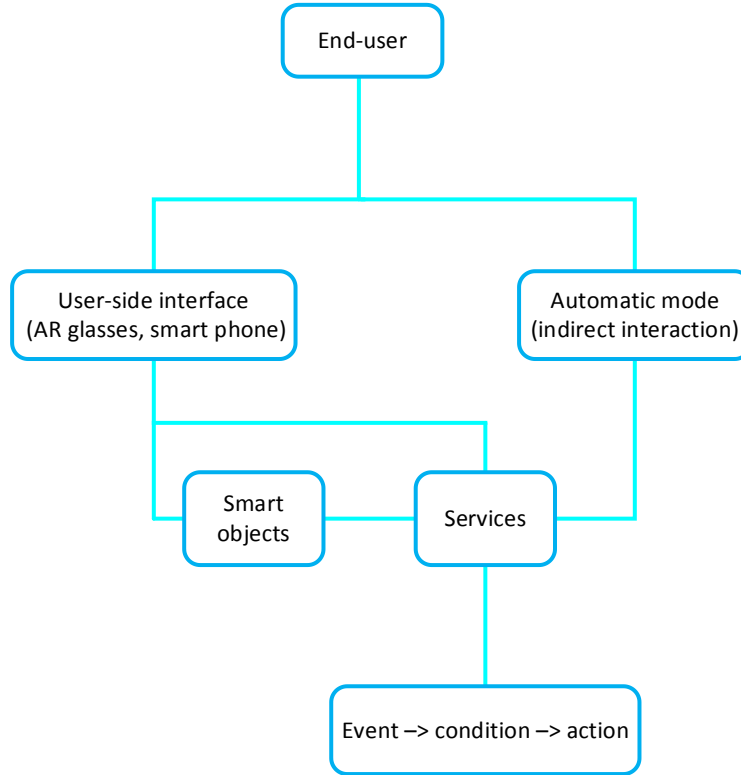 End-user
User-side interface
(AR glasses, smart phone)
Automatic mode
(indirect interaction)
Smart
objects
Services
Event –> condition –> action